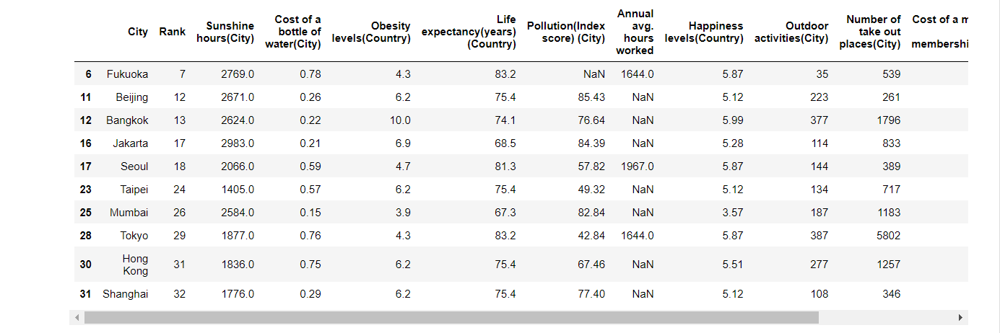 City Rank Sunshine hours(City) Cost of a bottle of water(City) Obesity levels(Country) Life expectancy(years) (Country) Pollution(Index score) (City) Annual avg. hours worked Happiness levels(Country) Outdoor activities(City) Number of take out places(City) Cost of a m membershi
6 Fukuoka 7 2769.0 0.78 4.3 83.2 NaN 1644.0 5.87 35 539
11 Beijing 12 2671.0 0.26 6.2 75.4 85.43 NaN 5.12 223 261
12 Bangkok 13 2624.0 0.22 10.0 74.1 76.64 NaN 5.99 377 1796
16 Jakarta 17 2983.0 0.21 6.9 68.5 84.39 NaN 5.28 114 833
17 Seoul 18 2066.0 0.59 4.7 81.3 57.82 1967.0 5.87 144 389
23 Taipei 24 1405.0 0.57 6.2 75.4 49.32 NaN 5.12 134 717
25 Mumbai 26 2584.0 0.15 3.9 67.3 82.84 NaN 3.57 187 1183
28 Tokyo 29 1877.0 0.76 4.3 83.2 42.84 1644.0 5.87 387 5802
30 Hong Kong 31 1836.0 0.75 6.2 75.4 67.46 NaN 5.51 277 1257
31 Shanghai 32 1776.0 0.29 6.2 75.4 77.40 NaN 5.12 108 346